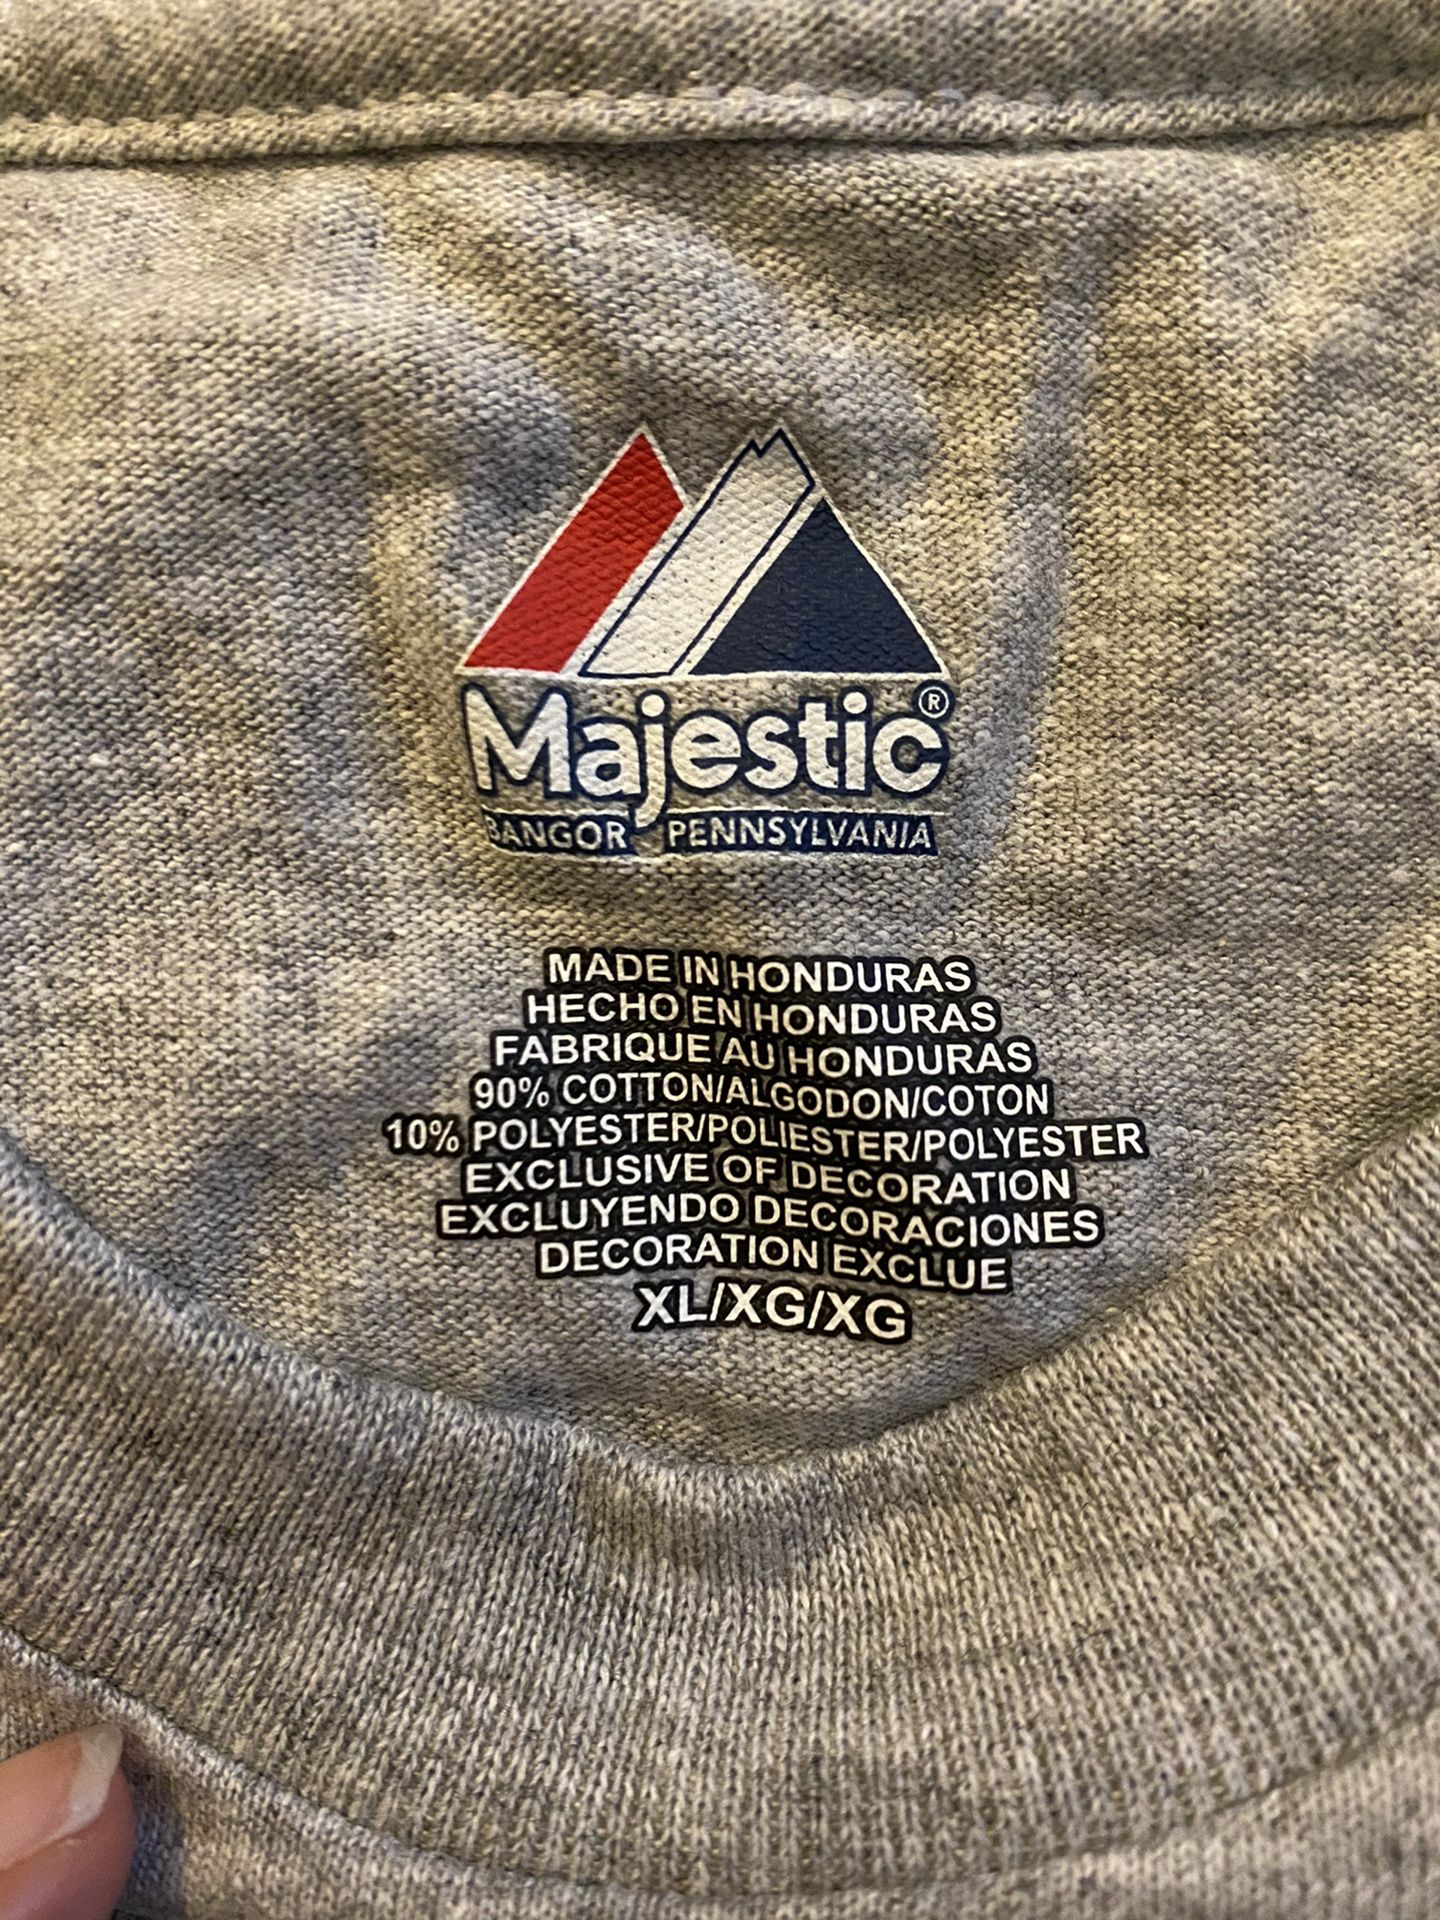 Majestic®
BANGOR PENNSYLVANIA
MADE IN HONDURAS
HECHO EN HONDURAS
FABRIQUE AU HONDURAS
90% COTTON/ALGODON/COTON
10% POLYESTER/POLIESTER/POLYESTER
EXCLUSIVE OF DECORATION
EXCLUYENDO DECORACIONES
DECORATION EXCLUE
XL/XG/XG